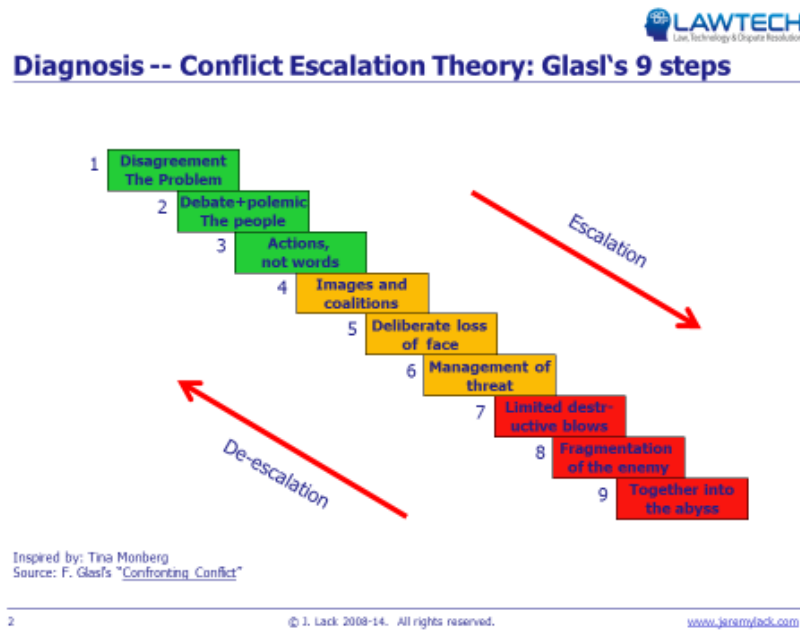 LAWTECH
Law, Technology & Dispute Resolution
Diagnosis -- Conflict Escalation Theory: Glasl's 9 steps
1
Disagreement
The Problem
2
Debate+polemic
The people
3
Actions,
not words
4
Images and
coalitions
5
Deliberate loss
of face
6
Management of
threat
7
Limited destr-
uctive blows
8
Fragmentation
of the enemy
9
Together into
the abyss
Escalation
De-escalation
Inspired by: Tina Monberg
Source: F. Glasl's "Confronting Conflict"
2
© J. Lack 2008-14. All rights reserved.
www.jeremylack.com